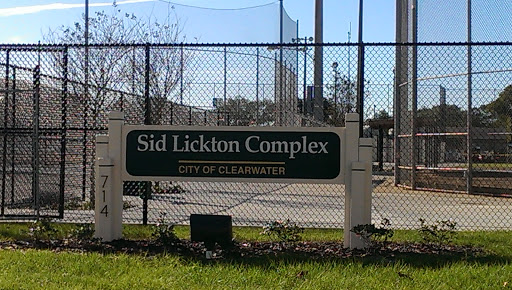 Sid Lickton Complex
CITY OF CLEARWATER
714